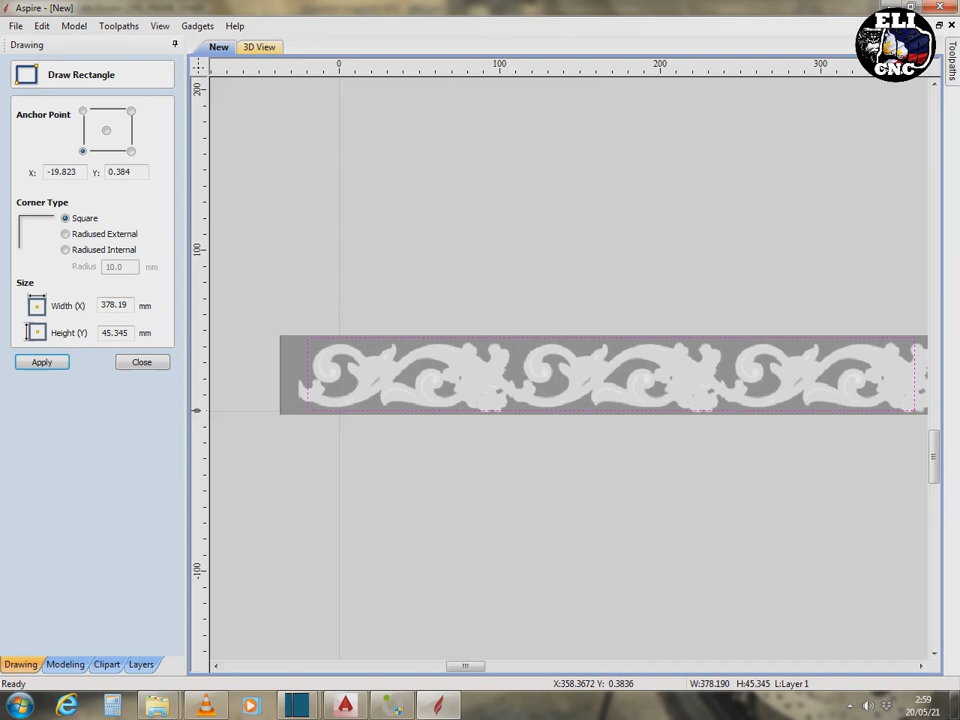 Aspire - [New]
File Edit Model Toolpaths View Gadgets Help
ELI
CNC
Drawing
New 3D View
Toolpaths
Draw Rectangle
0 100 200 300
200
100
0
-100
Anchor Point
X: -19.823 Y: 0.384
Corner Type
Square
Radiused External
Radiused Internal
Radius 10.0 mm
Size
Width (X) 378.19 mm
Height (Y) 45.345 mm
Apply Close
Drawing Modeling Clipart Layers
Ready X:358.3672 Y: 0.3836 W:378.190 H:45.345 L:Layer 1
2:59
20/05/21